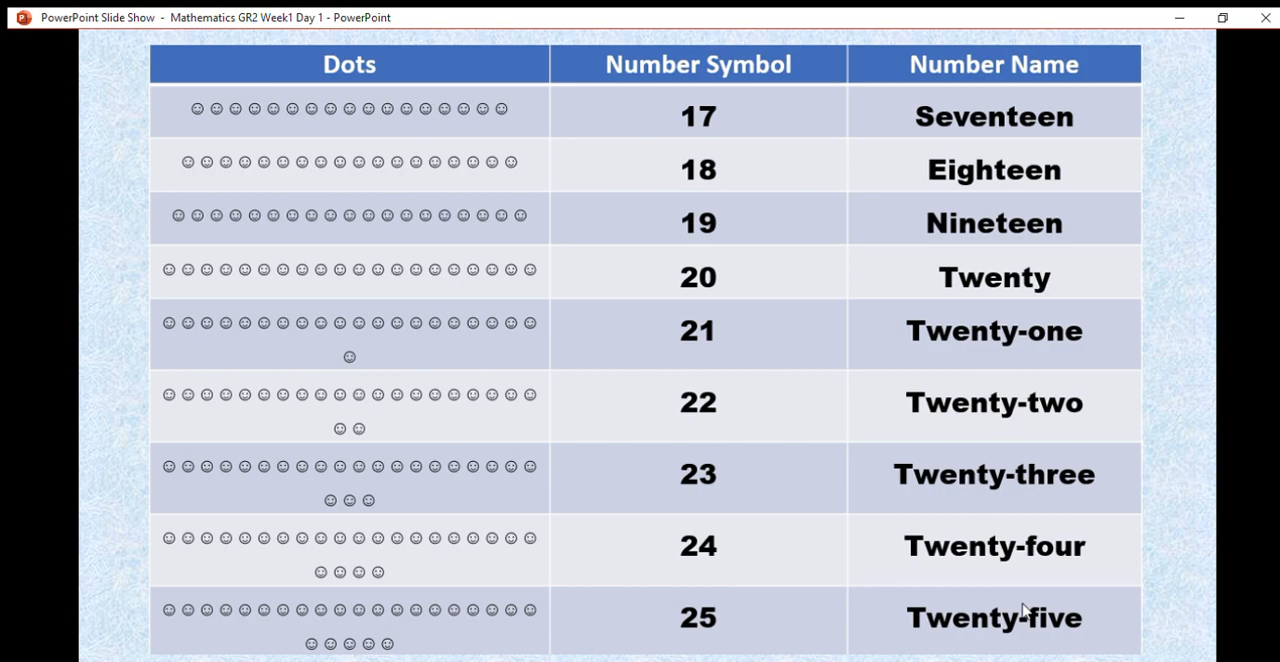 PowerPoint Slide Show - Mathematics GR2 Week1 Day 1 - PowerPoint
Dots Number Symbol Number Name
☺☺☺☺☺☺☺☺☺☺☺☺☺☺☺☺☺ 17 Seventeen
☺☺☺☺☺☺☺☺☺☺☺☺☺☺☺☺☺☺ 18 Eighteen
☺☺☺☺☺☺☺☺☺☺☺☺☺☺☺☺☺☺☺ 19 Nineteen
☺☺☺☺☺☺☺☺☺☺☺☺☺☺☺☺☺☺☺☺ 20 Twenty
☺☺☺☺☺☺☺☺☺☺☺☺☺☺☺☺☺☺☺☺ 21 Twenty-one
☺
☺☺☺☺☺☺☺☺☺☺☺☺☺☺☺☺☺☺☺☺ 22 Twenty-two
☺☺
☺☺☺☺☺☺☺☺☺☺☺☺☺☺☺☺☺☺☺☺ 23 Twenty-three
☺☺☺
☺☺☺☺☺☺☺☺☺☺☺☺☺☺☺☺☺☺☺☺ 24 Twenty-four
☺☺☺☺
☺☺☺☺☺☺☺☺☺☺☺☺☺☺☺☺☺☺☺☺ 25 Twenty-five
☺☺☺☺☺